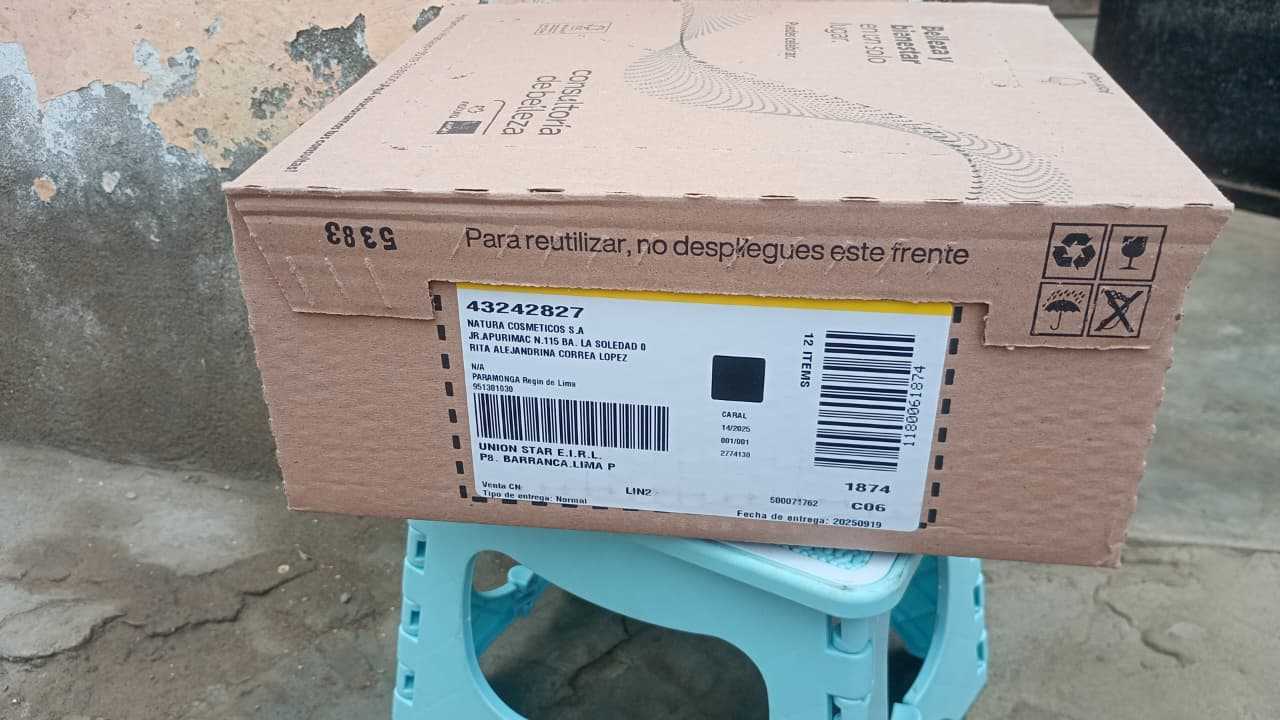 belleza y
bienestar
en un solo
lugar.
consultoría
de belleza
5383
Para reutilizar, no despliegues este frente
43242827
NATURA COSMETICOS S.A
JR.APURIMAC N.115 BA. LA SOLEDAD 0
RITA ALEJANDRINA CORREA LOPEZ
N/A
PARAMONGA Regin de Lima
951301030
UNION STAR E.I.R.L.
P8. BARRANCA.LIMA P
Venta CN:
Tipo de entrega: Normal
LIN2
CARAL
14/2025
001/001
2774130
12 ITEMS
1180061874
1874
500071762
C06
Fecha de entrega: 20250919